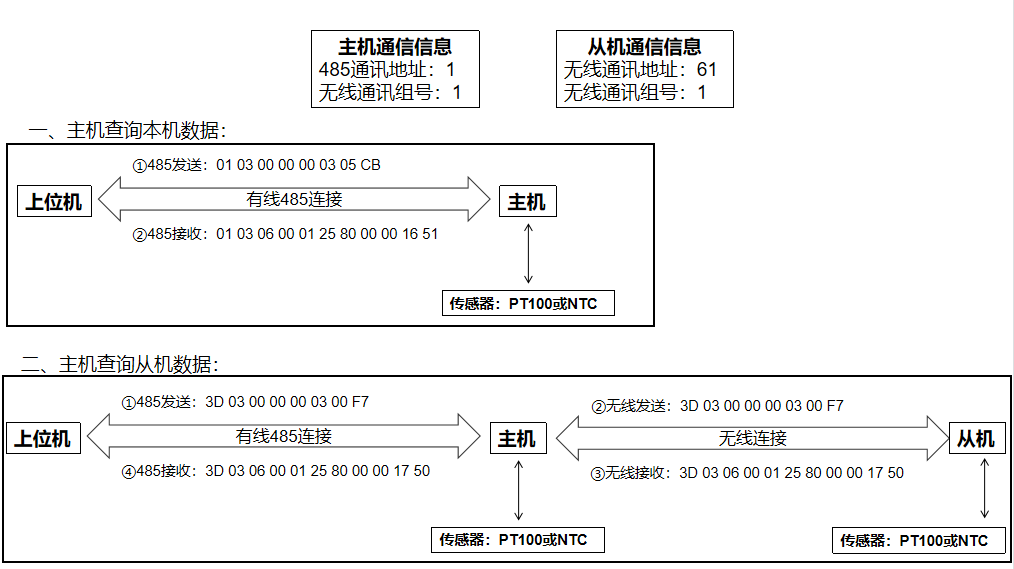 主机通信信息
485通讯地址：1
无线通讯组号：1
从机通信信息
无线通讯地址：61
无线通讯组号：1
一、主机查询本机数据：
①485发送：01 03 00 00 00 03 05 CB
上位机
有线485连接
主机
②485接收：01 03 06 00 01 25 80 00 00 16 51
传感器：PT100或NTC
二、主机查询从机数据：
①485发送：3D 03 00 00 00 03 00 F7
②无线发送：3D 03 00 00 00 03 00 F7
上位机
有线485连接
主机
无线连接
从机
④485接收：3D 03 06 00 01 25 80 00 00 17 50
③无线接收：3D 03 06 00 01 25 80 00 00 17 50
传感器：PT100或NTC
传感器：PT100或NTC